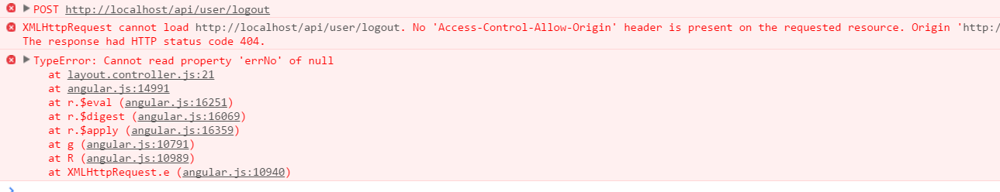 POST http://localhost/api/user/logout
XMLHttpRequest cannot load http://localhost/api/user/logout. No 'Access-Control-Allow-Origin' header is present on the requested resource. Origin 'http:/
The response had HTTP status code 404.
TypeError: Cannot read property 'errNo' of null
at layout.controller.js:21
at angular.js:14991
at r.$eval (angular.js:16251)
at r.$digest (angular.js:16069)
at r.$apply (angular.js:16359)
at g (angular.js:10791)
at R (angular.js:10989)
at XMLHttpRequest.e (angular.js:10940)